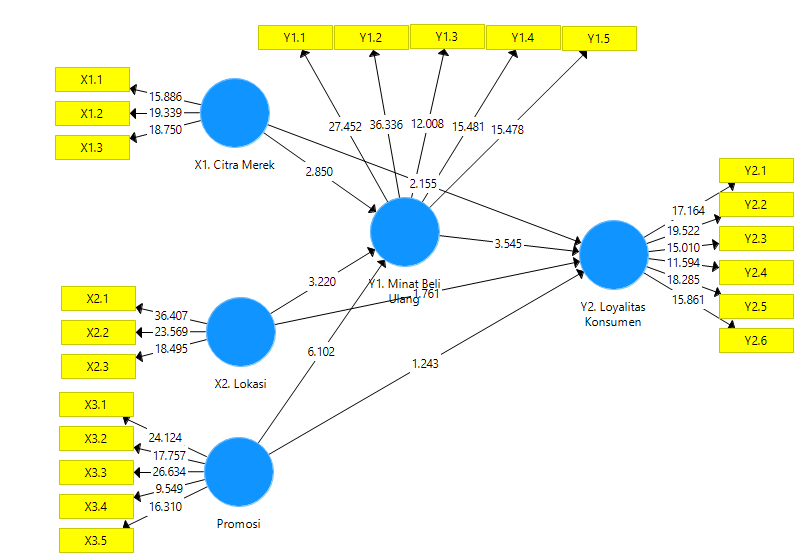 Y1.1 Y1.2 Y1.3 Y1.4 Y1.5
X1.1
X1.2
X1.3
15.886
19.339
18.750
X1. Citra Merek
27.452 36.336 12.008 15.481 15.478
2.850
2.155
Y1. Minat Beli
Ulang
3.545
3.220
1.761
6.102
1.243
Y2. Loyalitas
Konsumen
17.164
19.522
15.010
11.594
18.285
15.861
Y2.1
Y2.2
Y2.3
Y2.4
Y2.5
Y2.6
X2.1
X2.2
X2.3
36.407
23.569
18.495
X2. Lokasi
X3.1
X3.2
X3.3
X3.4
X3.5
24.124
17.757
26.634
9.549
16.310
Promosi